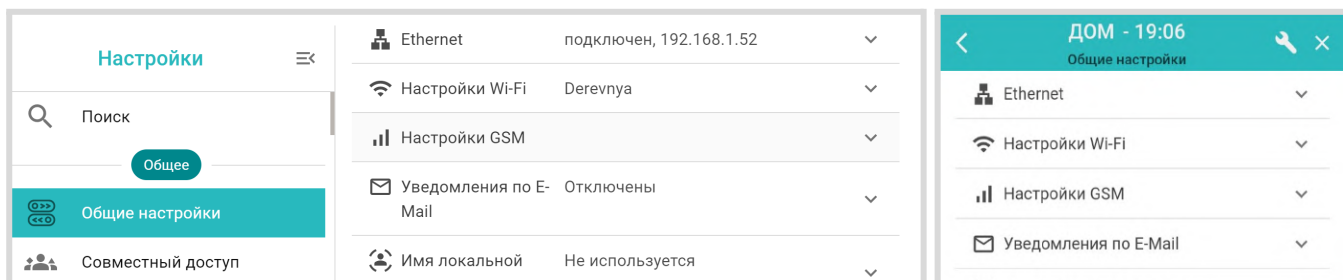 Настройки
Поиск
Общее
Общие настройки
Совместный доступ
Ethernet подключен, 192.168.1.52
Настройки Wi-Fi Derevnya
Настройки GSM
Уведомления по E- Отключены
Mail
Имя локальной Не используется
ДОМ - 19:06
Общие настройки
Ethernet
Настройки Wi-Fi
Настройки GSM
Уведомления по E-Mail